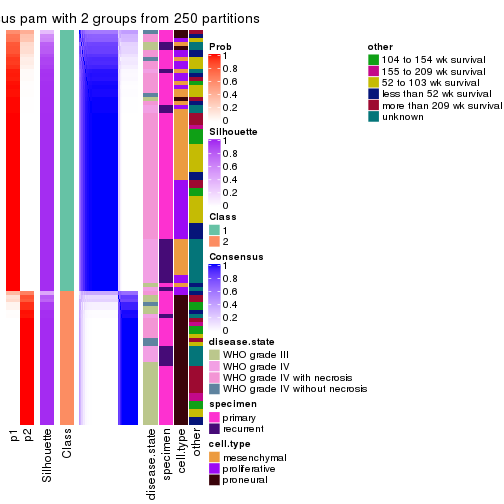 us pam with 2 groups from 250 partitions
Prob
1
0.8
0.6
0.4
0.2
0
Silhouette
1
0.8
0.6
0.4
0.2
0
Class
1
2
Consensus
1
0.8
0.6
0.4
0.2
0
disease.state
WHO grade III
WHO grade IV
WHO grade IV with necrosis
WHO grade IV without necrosis
specimen
primary
recurrent
cell.type
mesenchymal
proliferative
proneural
other
104 to 154 wk survival
155 to 209 wk survival
52 to 103 wk survival
less than 52 wk survival
more than 209 wk survival
unknown
p1
p2
Silhouette
Class
disease.state
specimen
cell.type
other